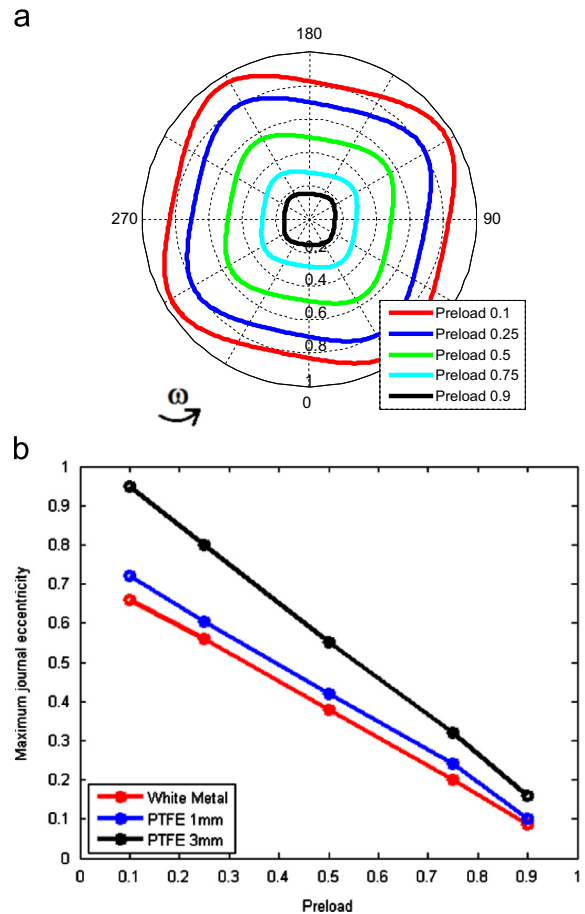 a
180
270
90
0.2
0.4
0.6
0.8
1
0
Preload 0.1
Preload 0.25
Preload 0.5
Preload 0.75
Preload 0.9
ω
b
1
0.9
0.8
0.7
0.6
0.5
0.4
0.3
0.2
0.1
0
Maximum journal eccentricity
White Metal
PTFE 1mm
PTFE 3mm
0 0.1 0.2 0.3 0.4 0.5 0.6 0.7 0.8 0.9 1
Preload